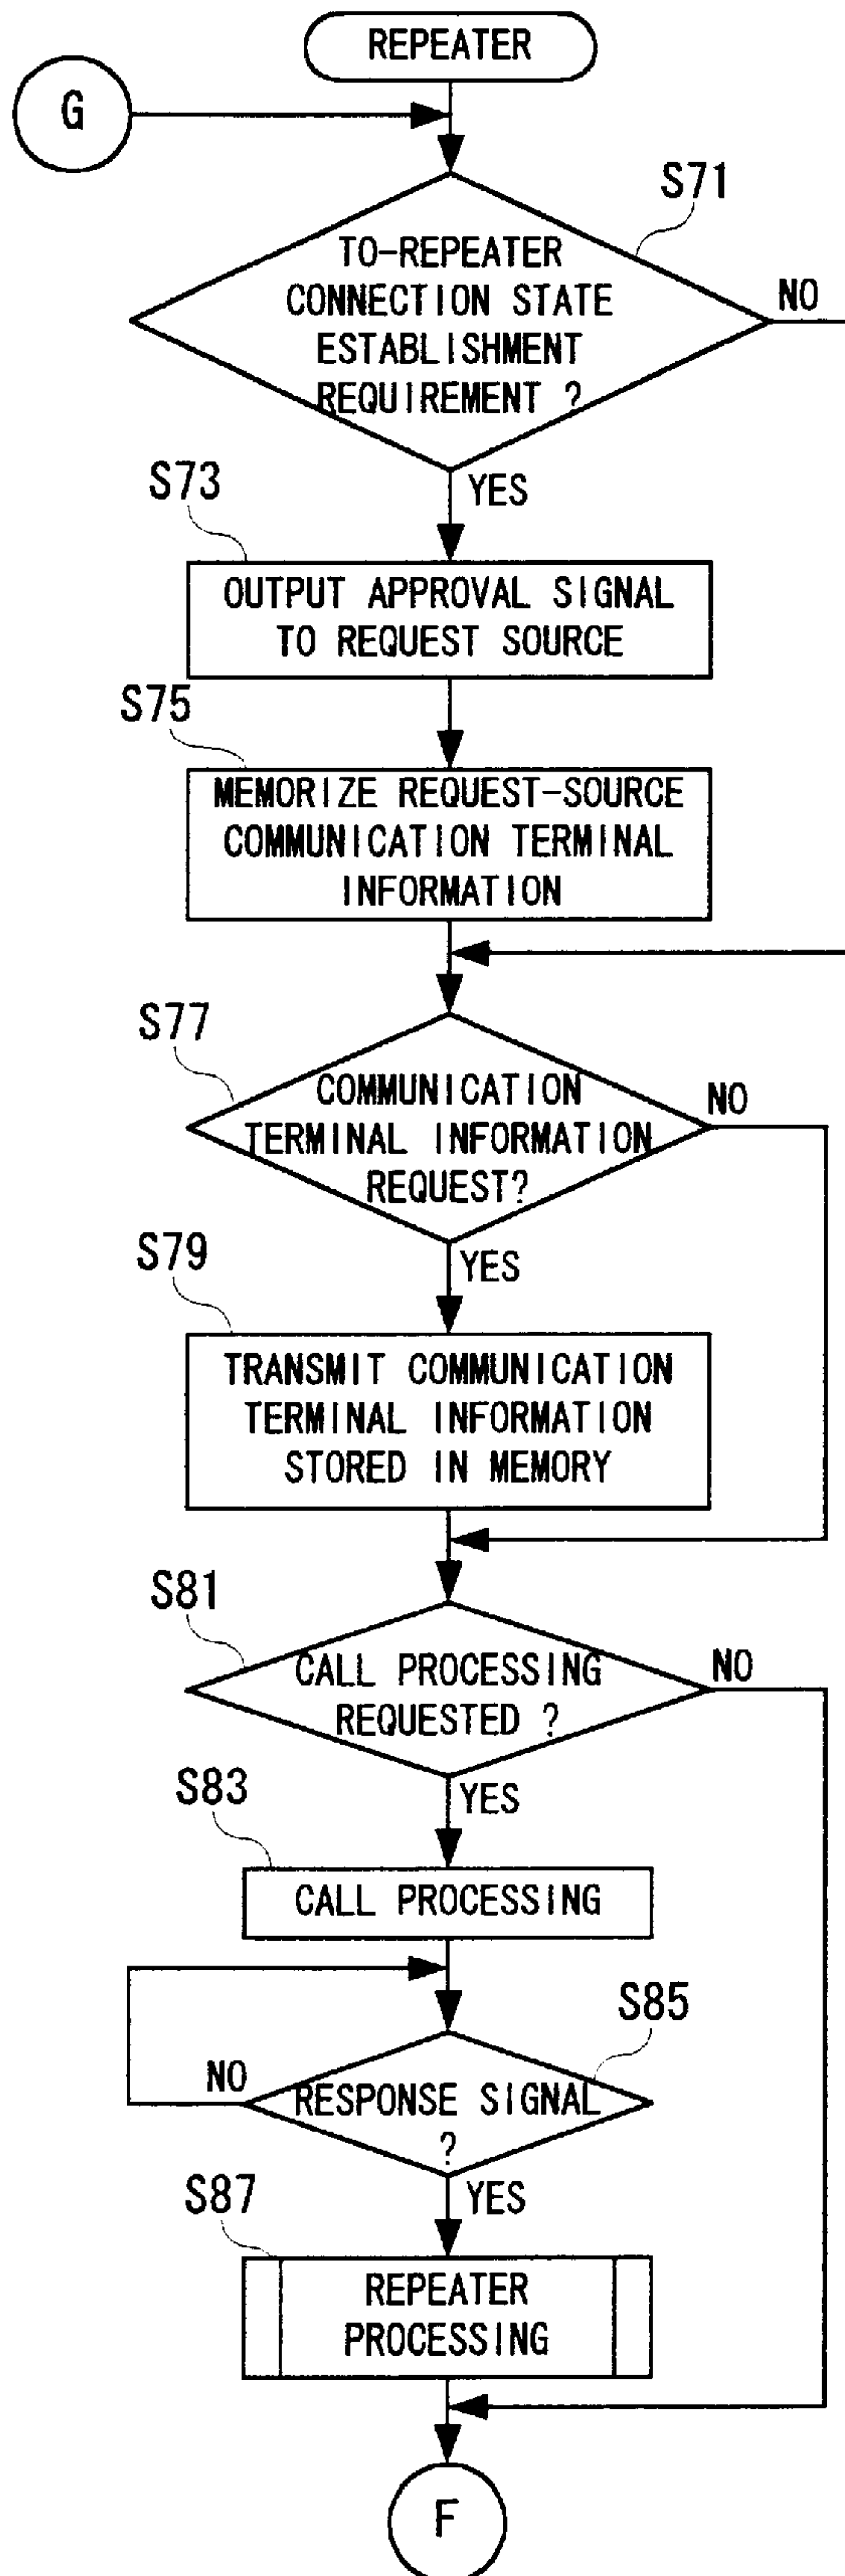 REPEATER
G
S71
TO-REPEATER
CONNECTION STATE
ESTABLISHMENT
REQUIREMENT ?
NO
YES
S73
OUTPUT APPROVAL SIGNAL
TO REQUEST SOURCE
S75
MEMORIZE REQUEST-SOURCE
COMMUNICATION TERMINAL
INFORMATION
S77
COMMUNICATION
TERMINAL INFORMATION
REQUEST?
NO
YES
S79
TRANSMIT COMMUNICATION
TERMINAL INFORMATION
STORED IN MEMORY
S81
CALL PROCESSING
REQUESTED ?
NO
YES
S83
CALL PROCESSING
S85
RESPONSE SIGNAL
?
NO
YES
S87
REPEATER
PROCESSING
F